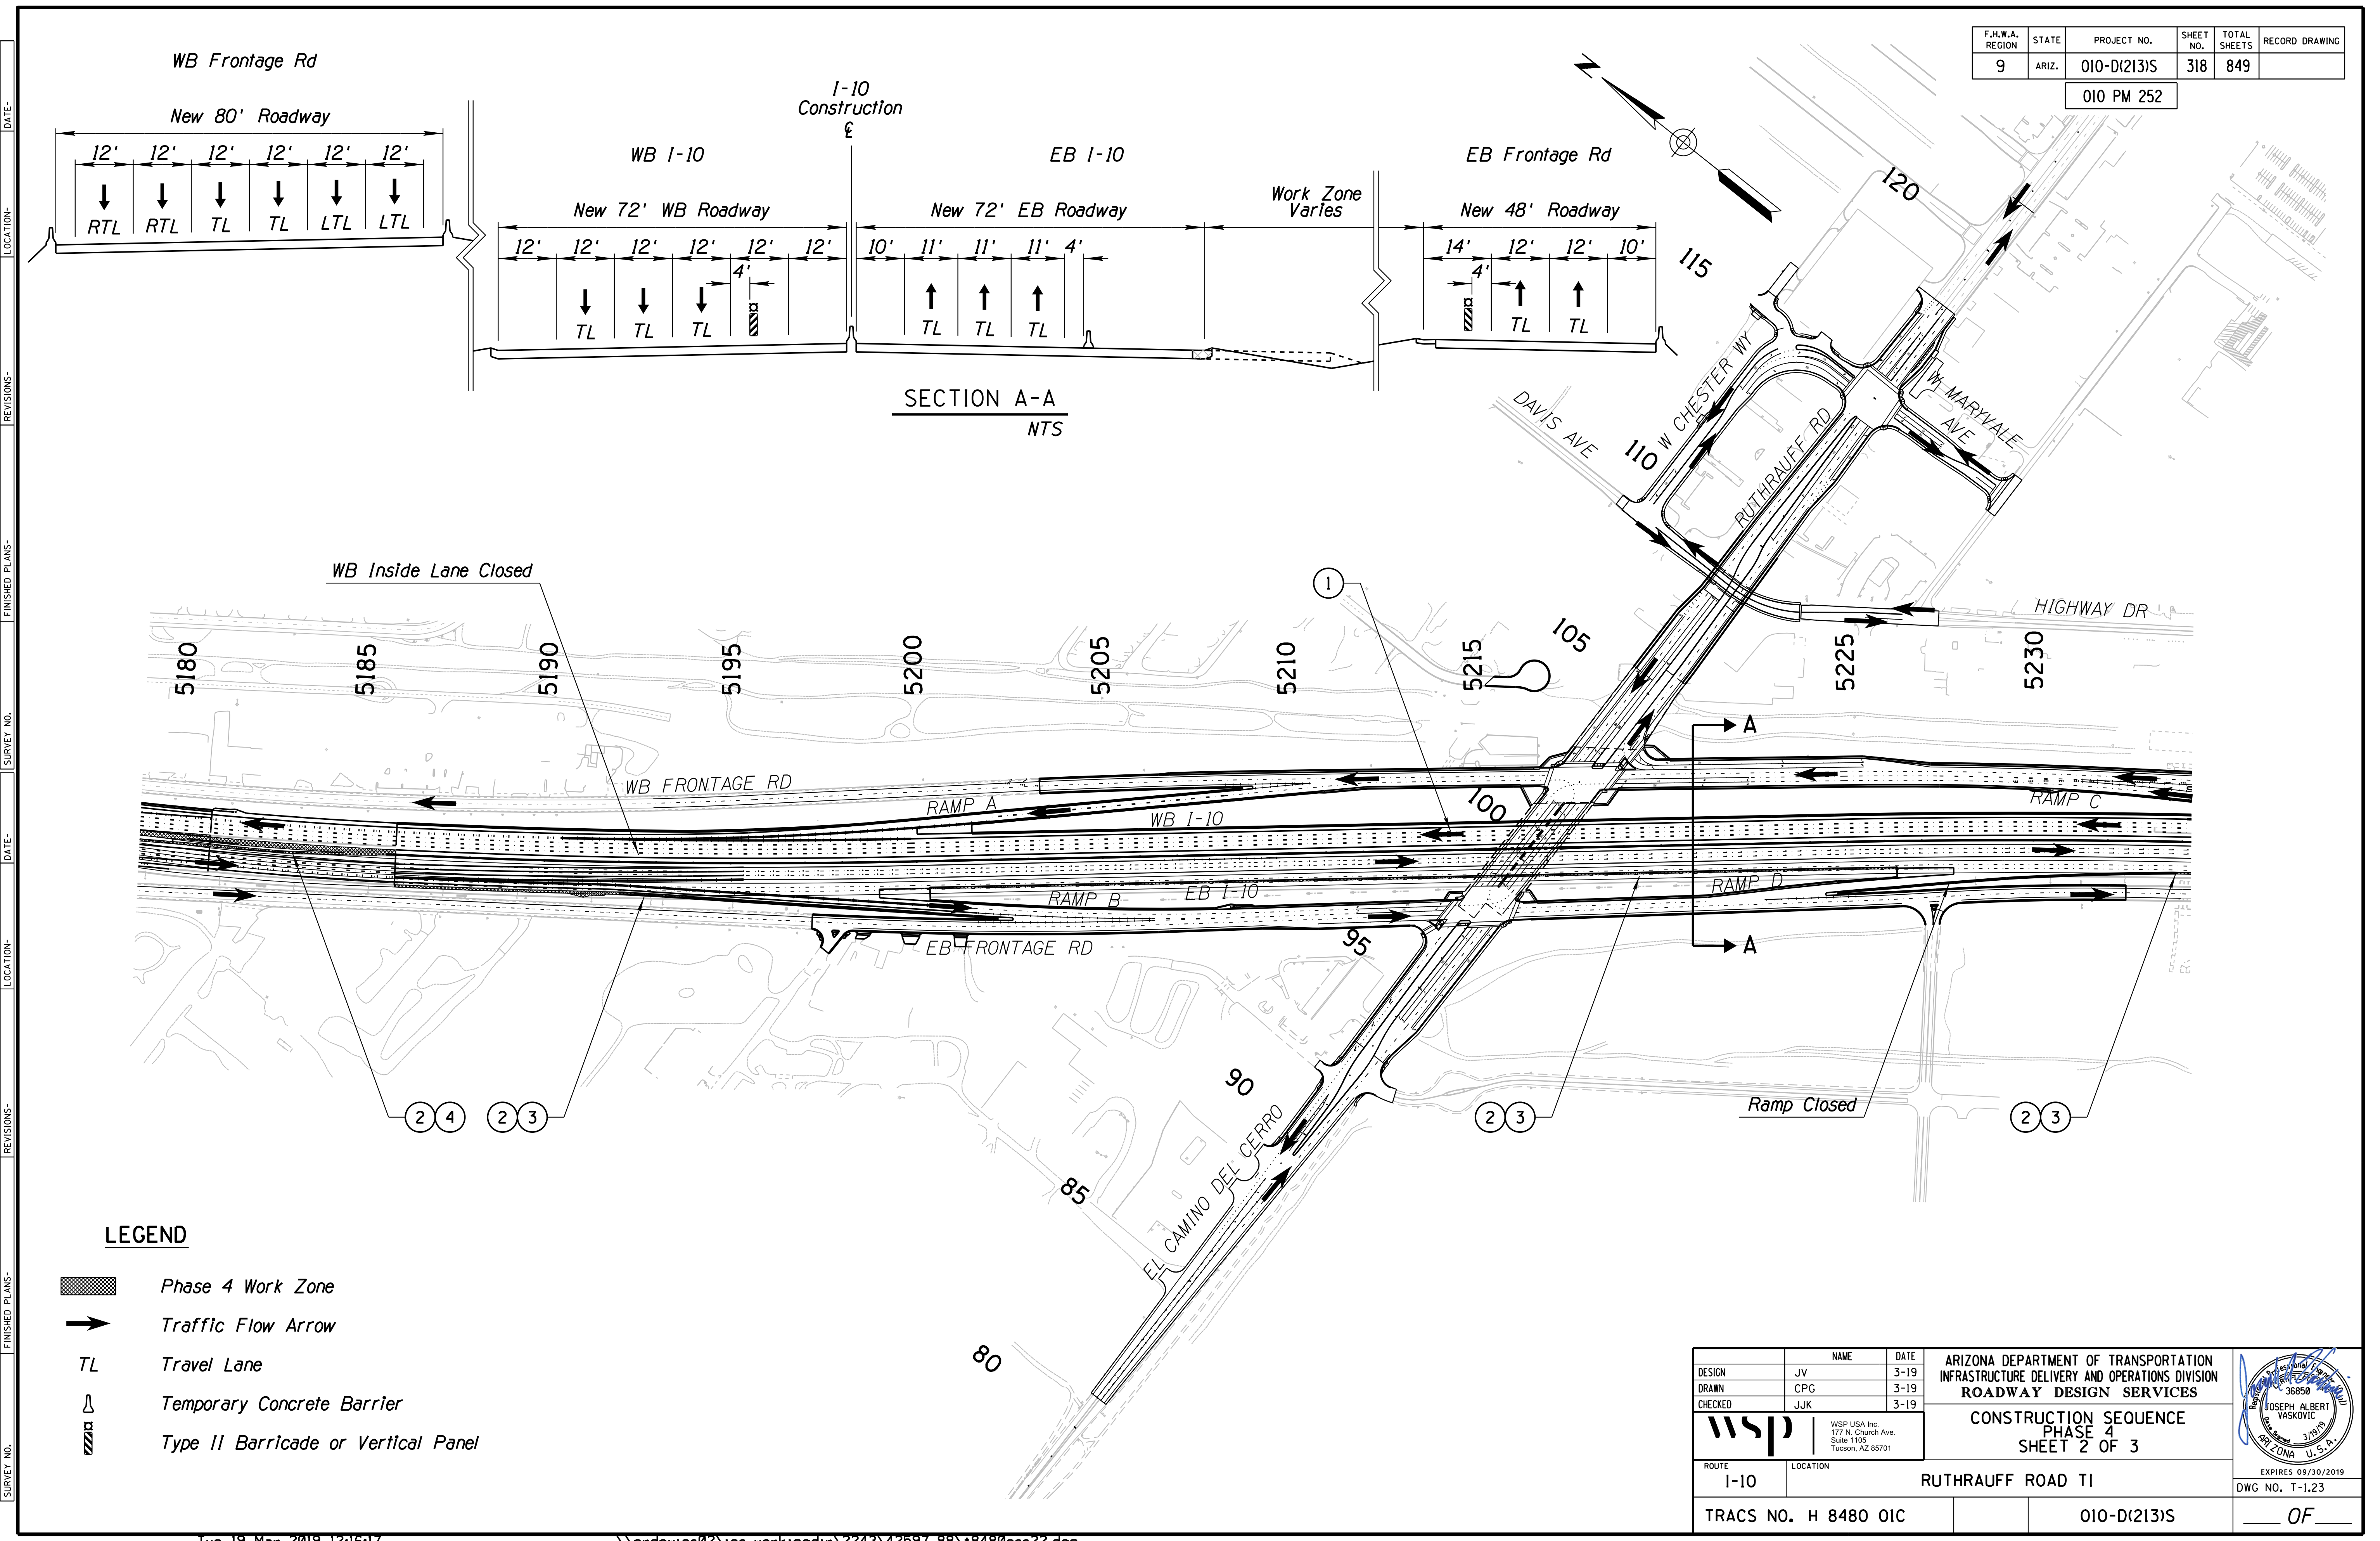 F.H.W.A. REGION STATE PROJECT NO. SHEET NO. TOTAL SHEETS RECORD DRAWING
9 ARIZ. 010-D(213)S 318 849
010 PM 252
WB Frontage Rd
New 80' Roadway
12' 12' 12' 12' 12' 12'
RTL RTL TL TL LTL LTL
I-10
Construction
℄
WB I-10
New 72' WB Roadway
12' 12' 12' 12' 12' 12'
4'
TL TL TL
EB I-10
New 72' EB Roadway
10' 11' 11' 11' 4'
TL TL TL
Work Zone
Varies
EB Frontage Rd
New 48' Roadway
14' 12' 12' 10'
4'
TL TL
SECTION A-A
NTS
N
120
115
110
105
100
95
90
85
80
W CHESTER WY
DAVIS AVE
RUTHRAUFF RD
W MARYVALE
AVE
HIGHWAY DR
WB Inside Lane Closed
1
5180 5185 5190 5195 5200 5205 5210 5215 5225 5230
A
A
WB FRONTAGE RD
RAMP A
WB I-10
RAMP C
RAMP B
EB I-10
RAMP D
EB FRONTAGE RD
2 4 2 3
2 3
Ramp Closed
2 3
EL CAMINO DEL CERRO
LEGEND
Phase 4 Work Zone
Traffic Flow Arrow
TL Travel Lane
Temporary Concrete Barrier
Type II Barricade or Vertical Panel
NAME DATE
DESIGN JV 3-19
DRAWN CPG 3-19
CHECKED JJK 3-19
wsp
WSP USA Inc.
177 N. Church Ave.
Suite 1105
Tucson, AZ 85701
ARIZONA DEPARTMENT OF TRANSPORTATION
INFRASTRUCTURE DELIVERY AND OPERATIONS DIVISION
ROADWAY DESIGN SERVICES
CONSTRUCTION SEQUENCE
PHASE 4
SHEET 2 OF 3
ROUTE
I-10
LOCATION
RUTHRAUFF ROAD TI
TRACS NO. H 8480 01C
010-D(213)S
36850
JOSEPH ALBERT
VASKOVIC
3/19/19
ARIZONA U.S.A.
EXPIRES 09/30/2019
DWG NO. T-1.23
OF
SURVEY NO. FINISHED PLANS- REVISIONS- LOCATION- DATE-
SURVEY NO. FINISHED PLANS- REVISIONS- LOCATION- DATE-